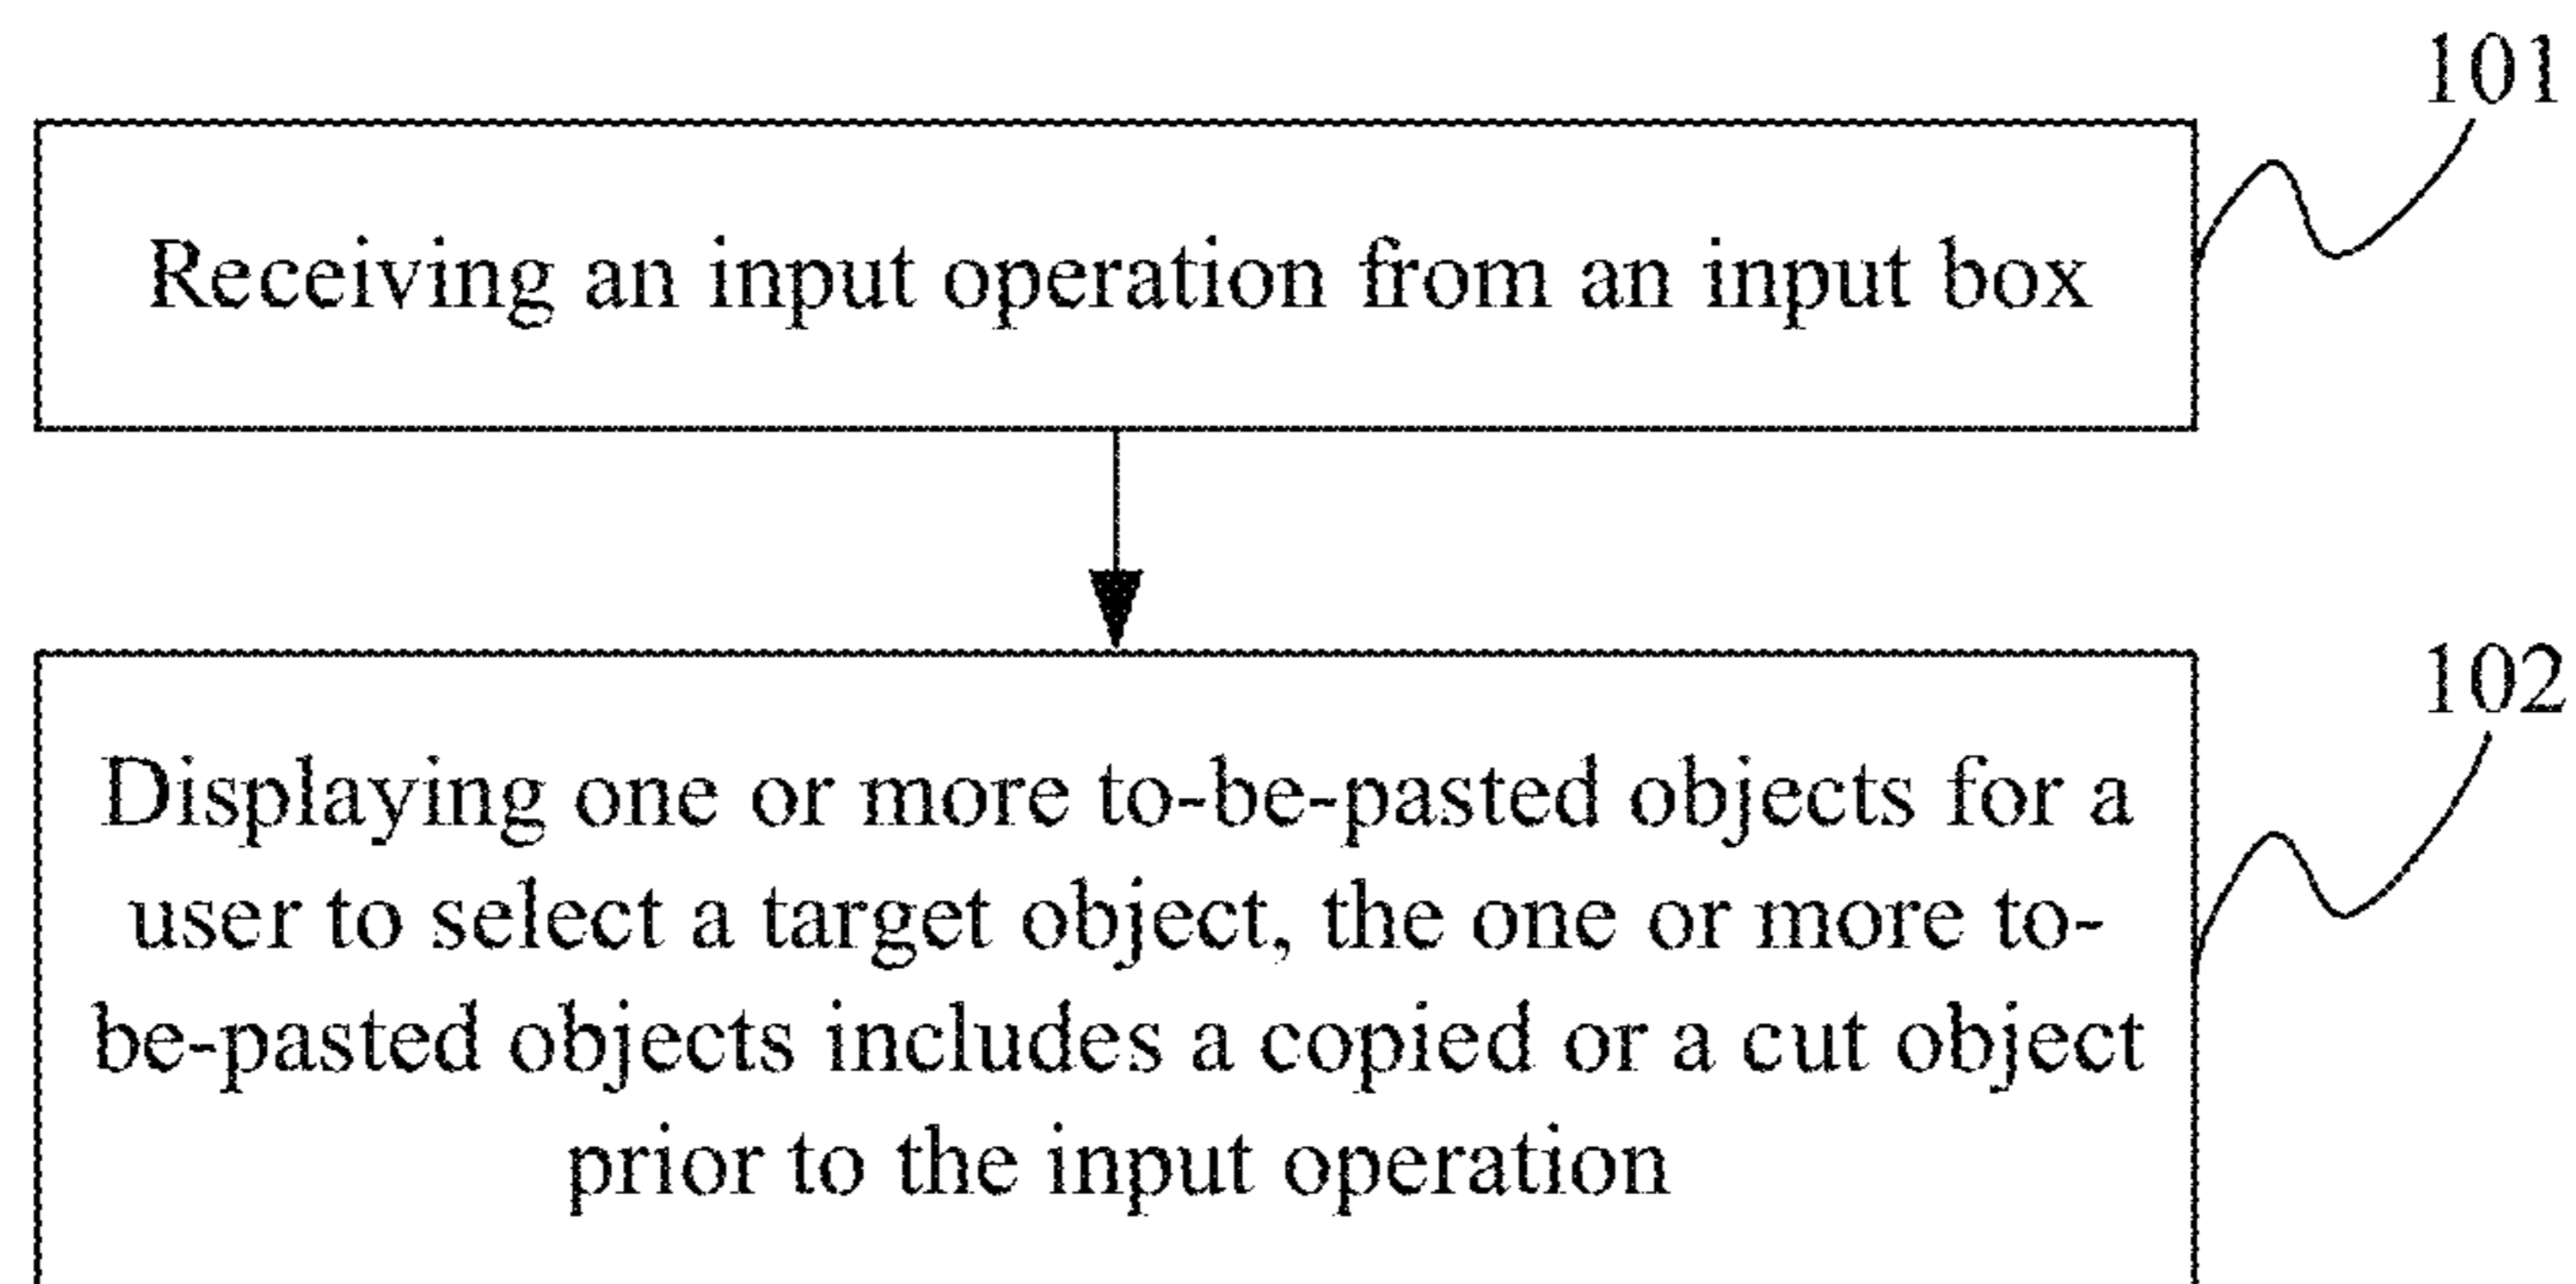 101
Receiving an input operation from an input box
102
Displaying one or more to-be-pasted objects for a
user to select a target object, the one or more to-
be-pasted objects includes a copied or a cut object
prior to the input operation